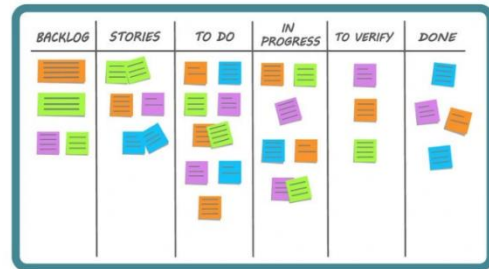 BACKLOG
STORIES
TO DO
IN
PROGRESS
TO VERIFY
DONE